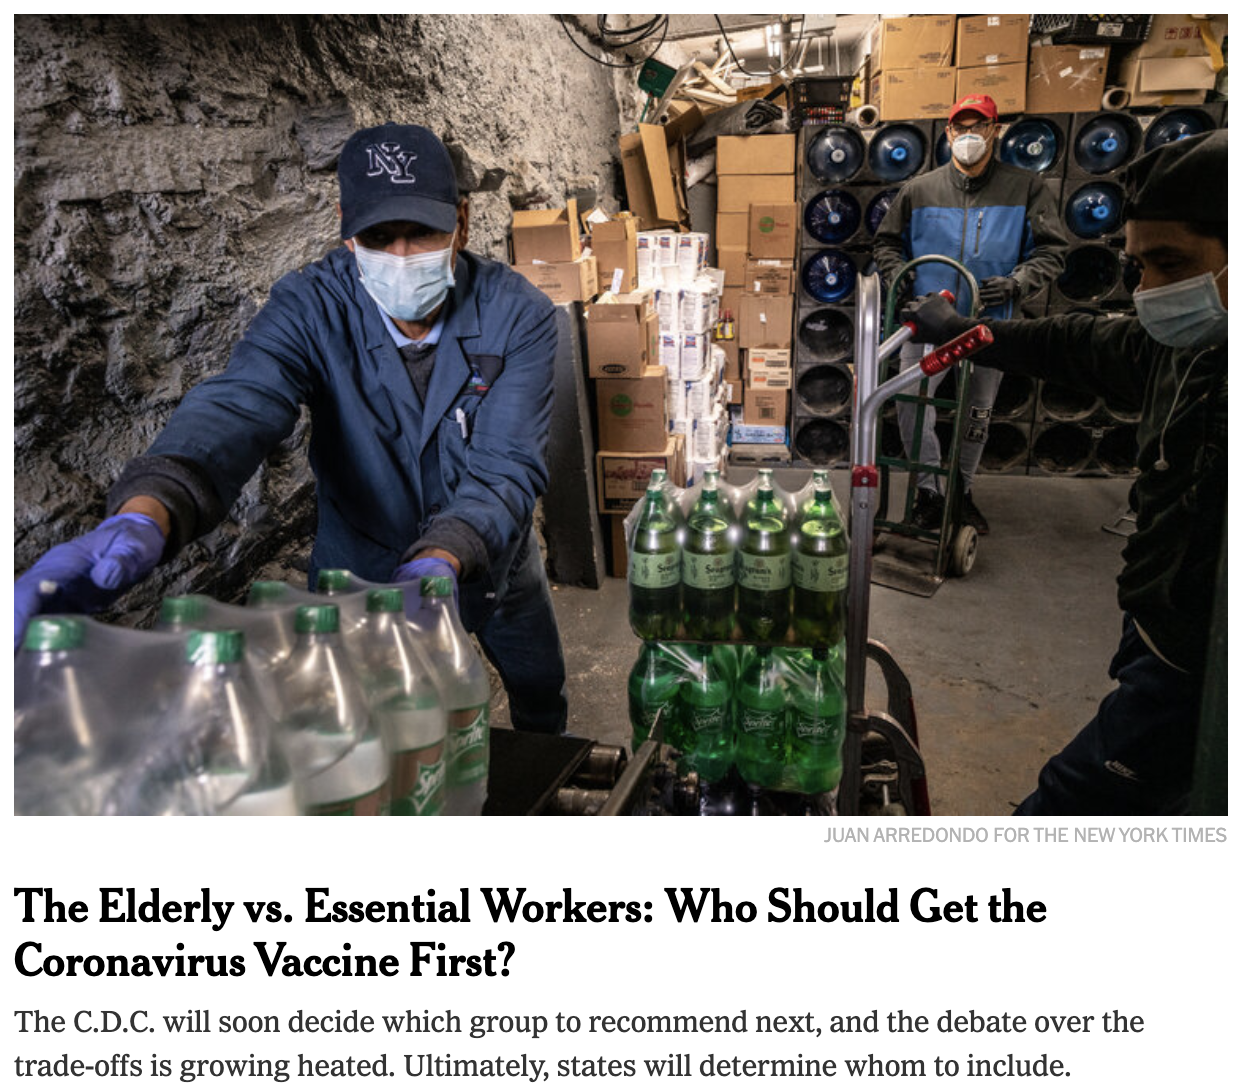 NY
Seagram's
Sprite
Sprite
Sprite
JUAN ARREDONDO FOR THE NEW YORK TIMES
The Elderly vs. Essential Workers: Who Should Get the
Coronavirus Vaccine First?
The C.D.C. will soon decide which group to recommend next, and the debate over the
trade-offs is growing heated. Ultimately, states will determine whom to include.